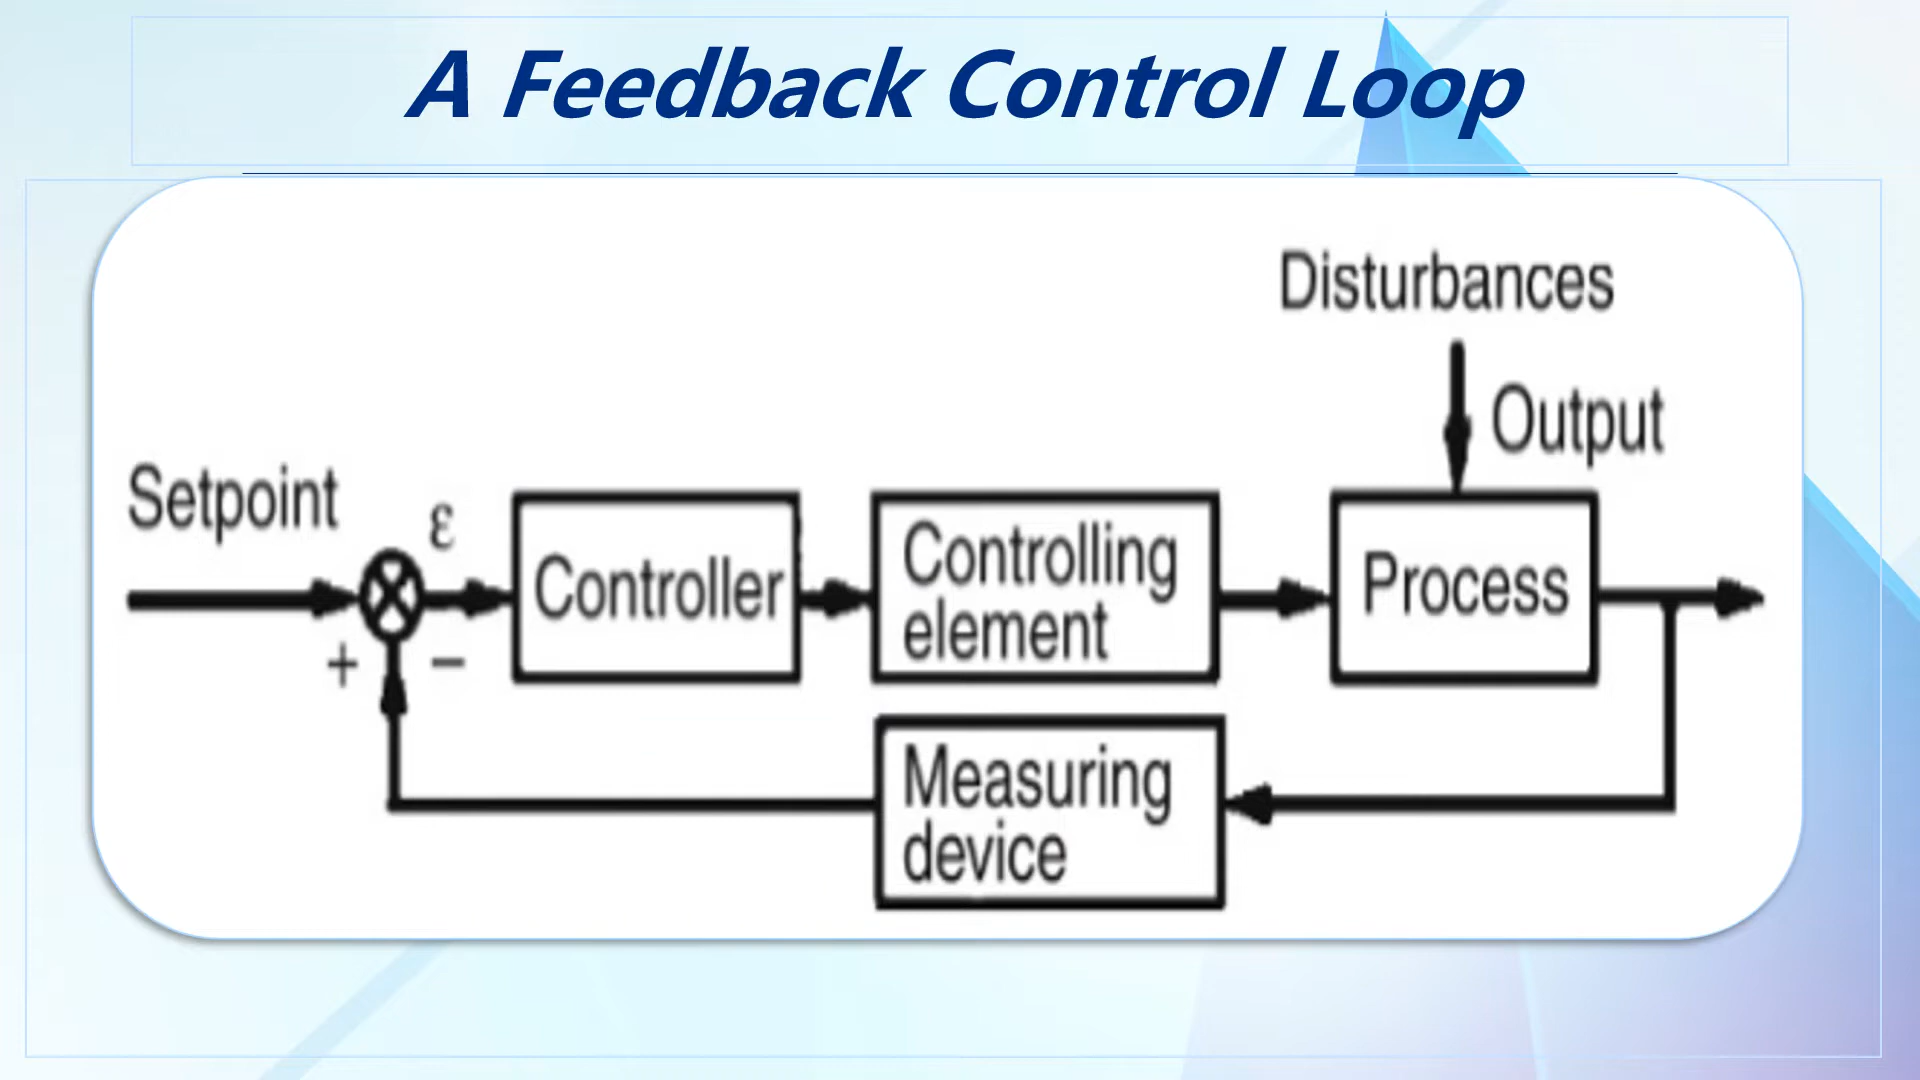 A Feedback Control Loop
Disturbances
Output
Setpoint
ε
Controller
Controlling
element
Process
+
−
Measuring
device